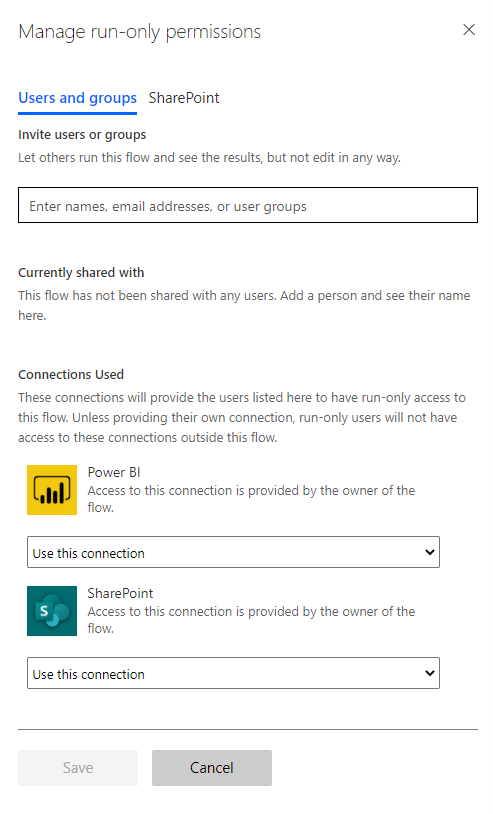 Manage run-only permissions
Users and groups SharePoint
Invite users or groups
Let others run this flow and see the results, but not edit in any way.
Enter names, email addresses, or user groups
Currently shared with
This flow has not been shared with any users. Add a person and see their name
here.
Connections Used
These connections will provide the users listed here to have run-only access to
this flow. Unless providing their own connection, run-only users will not have
access to these connections outside this flow.
Power BI
Access to this connection is provided by the owner of the
flow.
Use this connection
S
SharePoint
Access to this connection is provided by the owner of the
flow.
Use this connection
Save Cancel